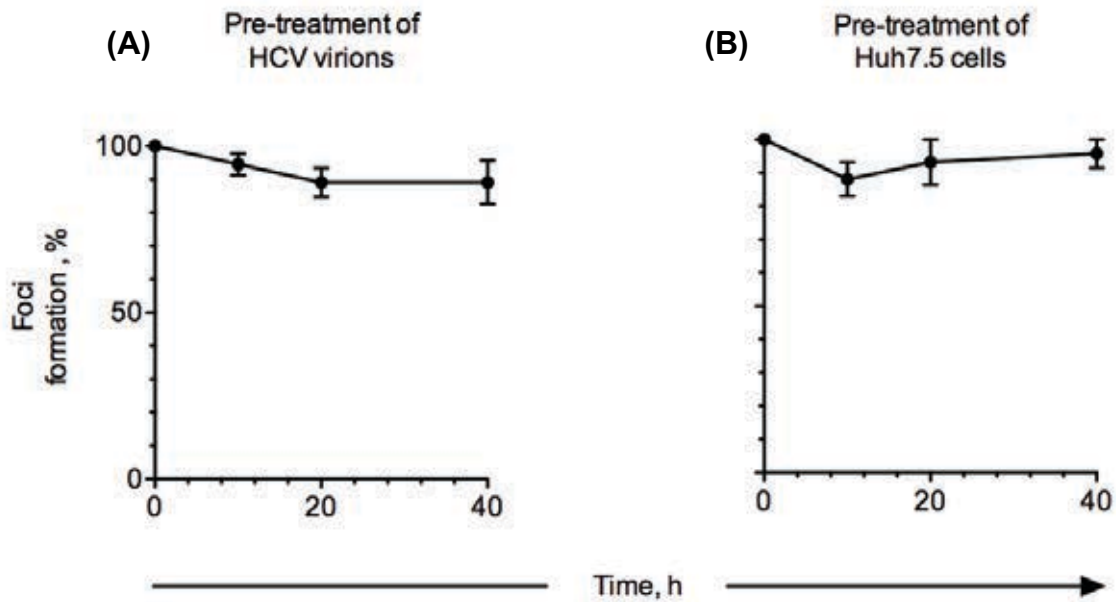 (A)
Pre-treatment of
HCV virions
(B)
Pre-treatment of
Huh7.5 cells
Foci
formation , %
100
50
0
0 20 40
0 20 40
Time, h